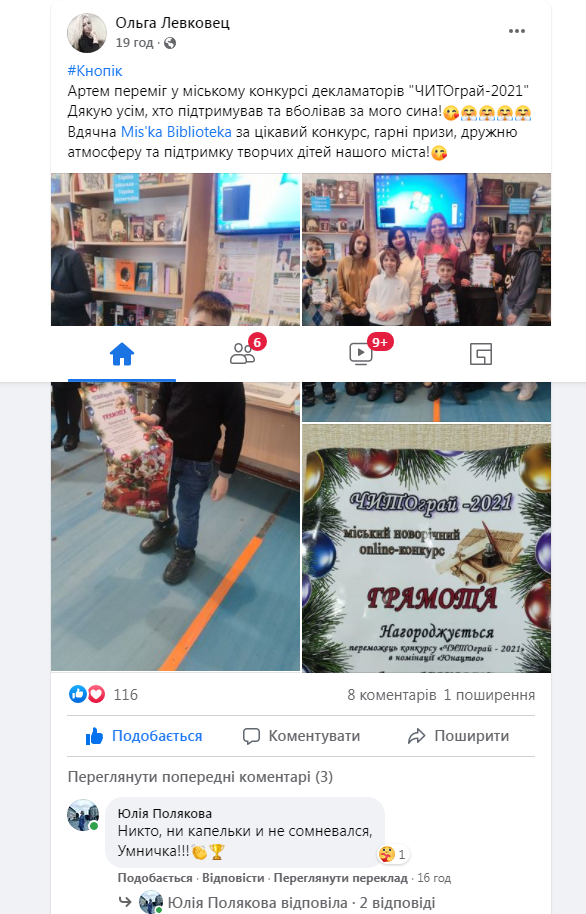 Ольга Левковец
19 год ·
#Кнопік
Артем переміг у міському конкурсі декламаторів "ЧИТОграй-2021"
Дякую усім, хто підтримував та вболівав за мого сина!😋🤗🤗🤗🤗
Вдячна Mis'ka Biblioteka за цікавий конкурс, гарні призи, дружню
атмосферу та підтримку творчих дітей нашого міста!😋
6
9+
ГРАМОТА
ЧИТОграй -2021
міський новорічний
online-конкурс
ГРАМОТА
Нагороджується
переможець конкурсу «ЧИТОграй - 2021»
в номінації «Юнацтво»
116
8 коментарів 1 поширення
Подобається Коментувати Поширити
Переглянути попередні коментарі (3)
Юлія Полякова
Никто, ни капельки и не сомневался,
Умничка!!!👏🏆
1
Подобається · Відповісти · Переглянути переклад · 16 год
Юлія Полякова відповіла · 2 відповіді